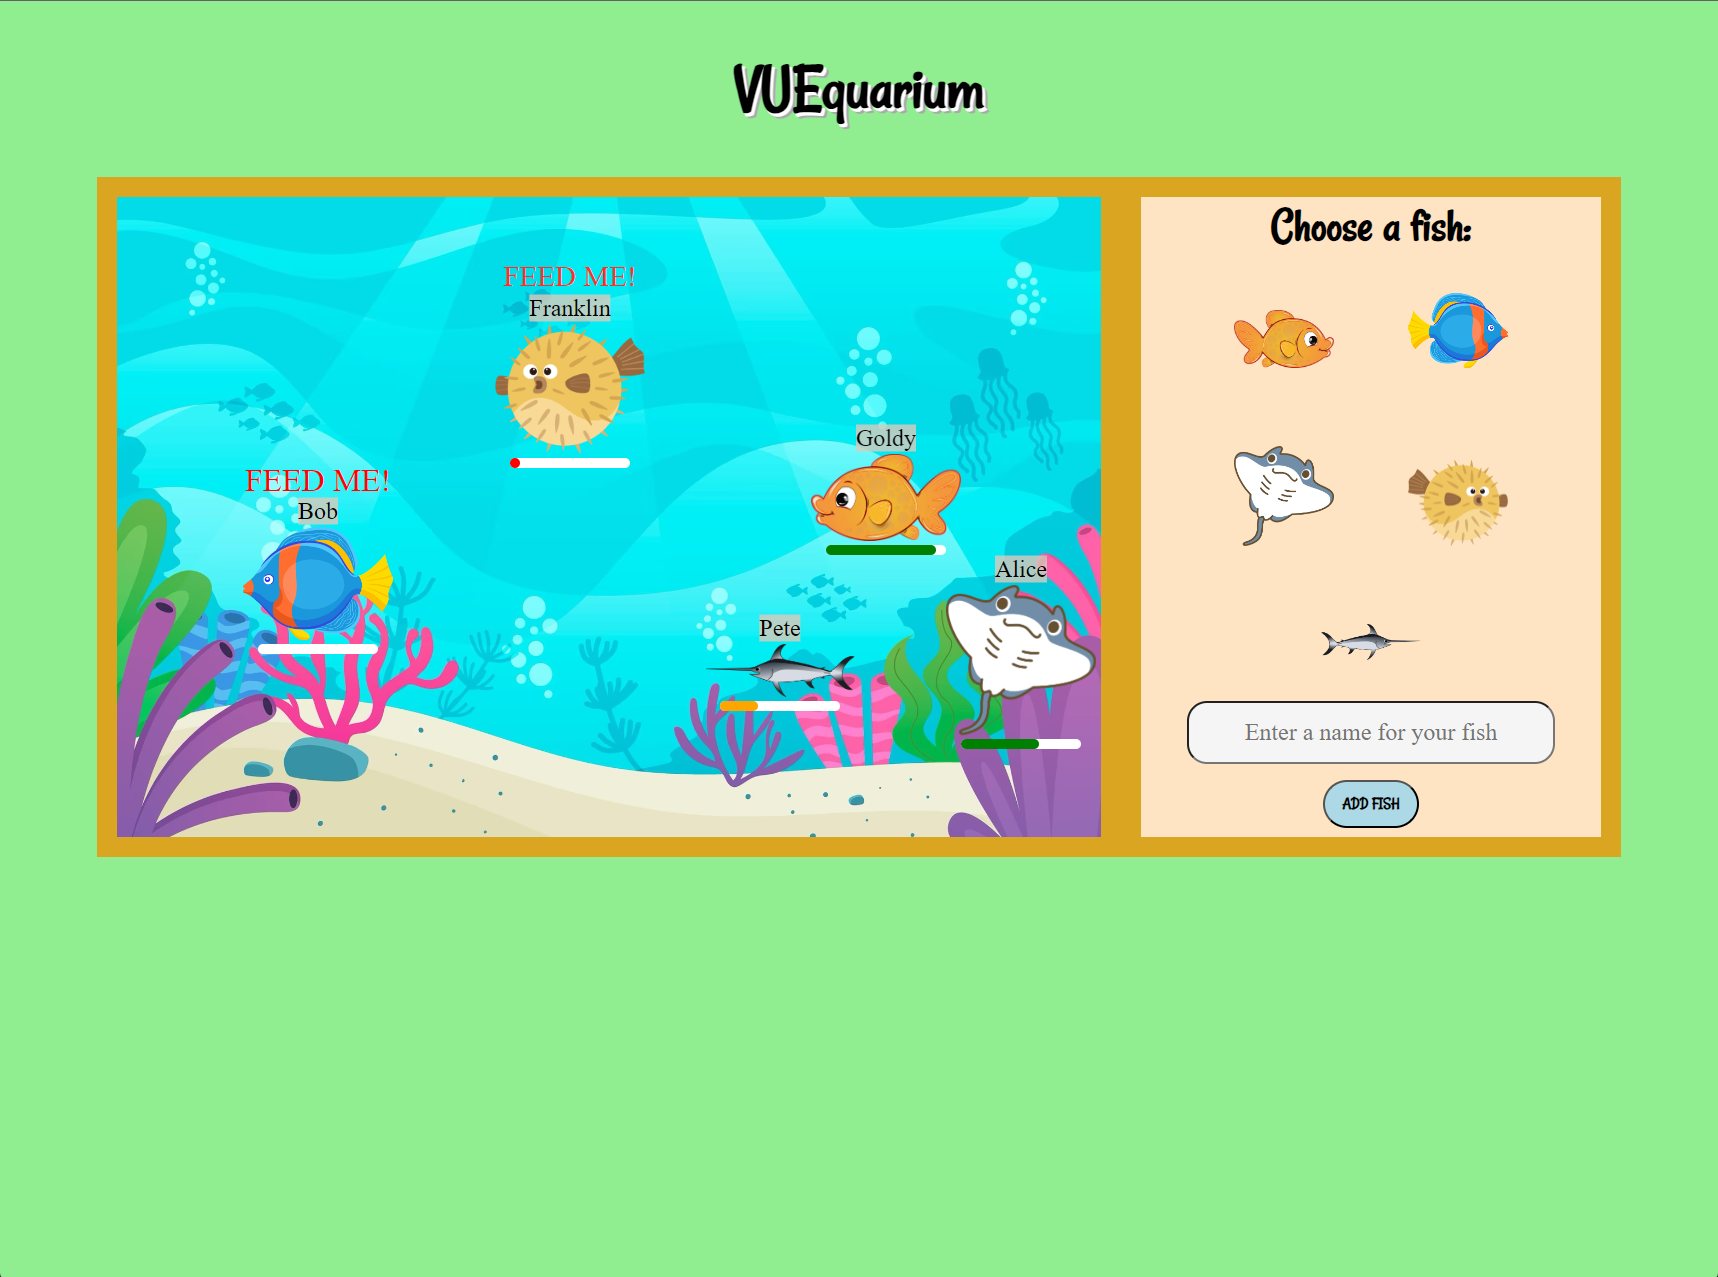 VUEquarium
FEED ME!
Franklin
Goldy
FEED ME!
Bob
Alice
Pete
Choose a fish:
Enter a name for your fish
ADD FISH